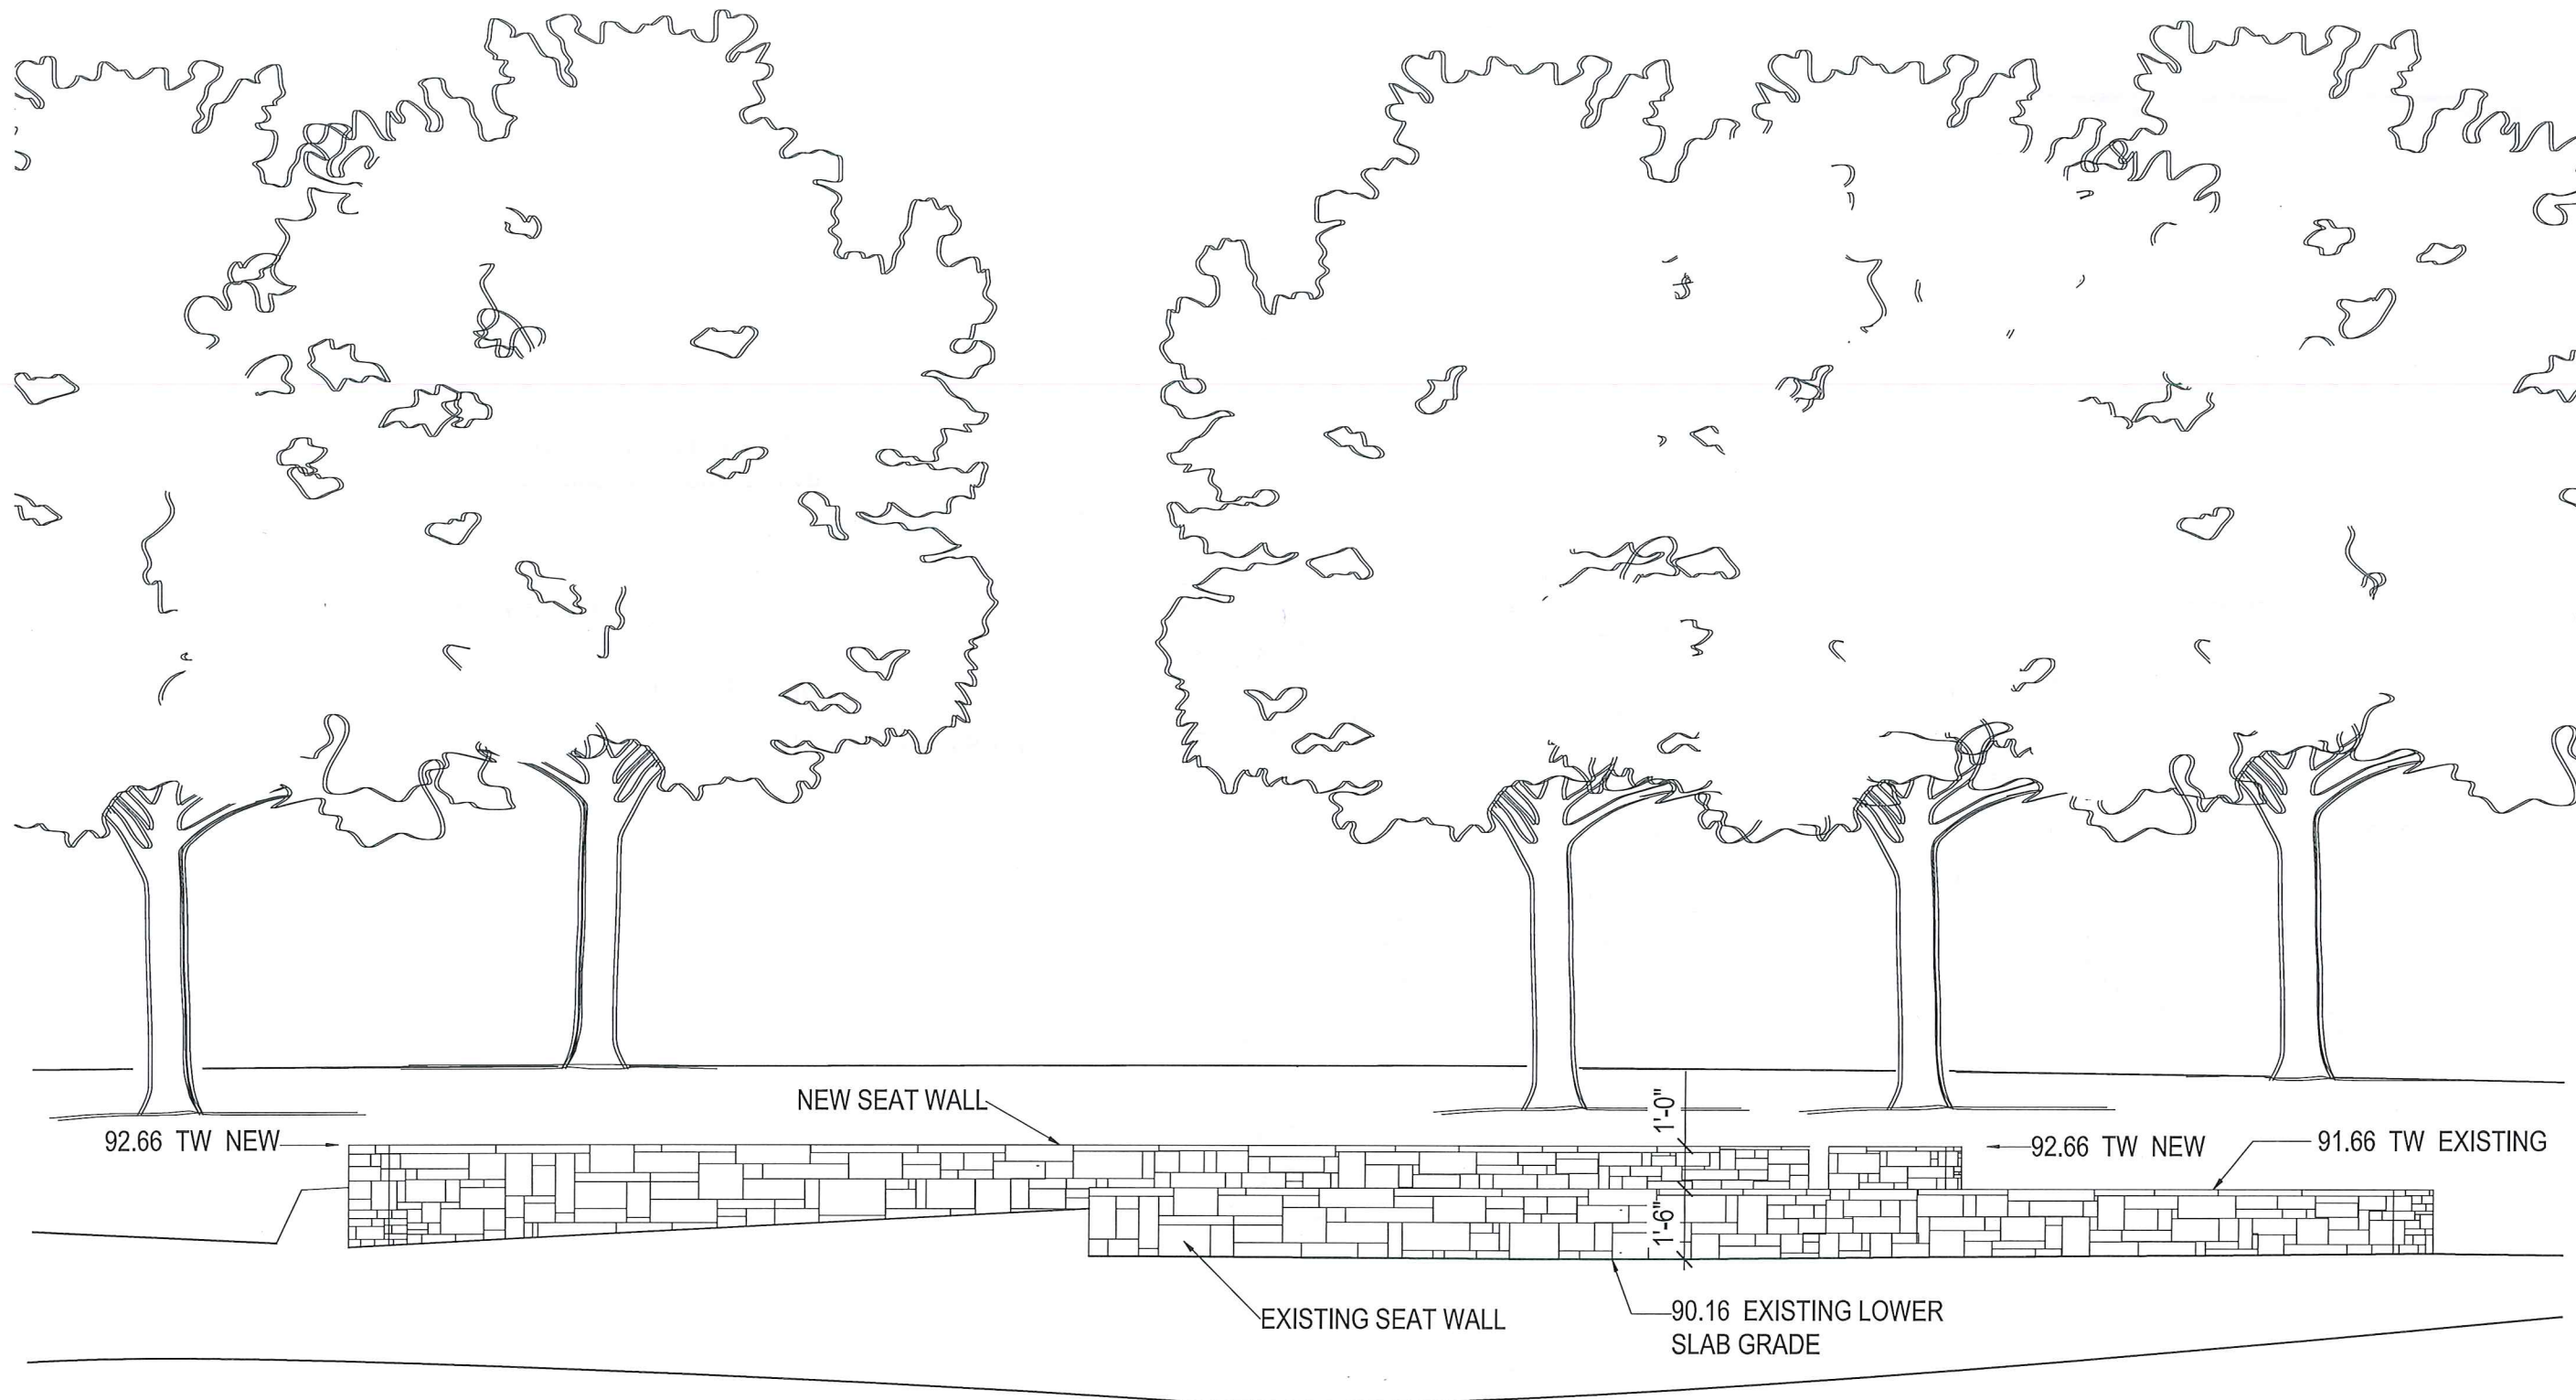 NEW SEAT WALL
1'-0"
92.66 TW NEW
92.66 TW NEW
91.66 TW EXISTING
1'-6"
EXISTING SEAT WALL
90.16 EXISTING LOWER
SLAB GRADE